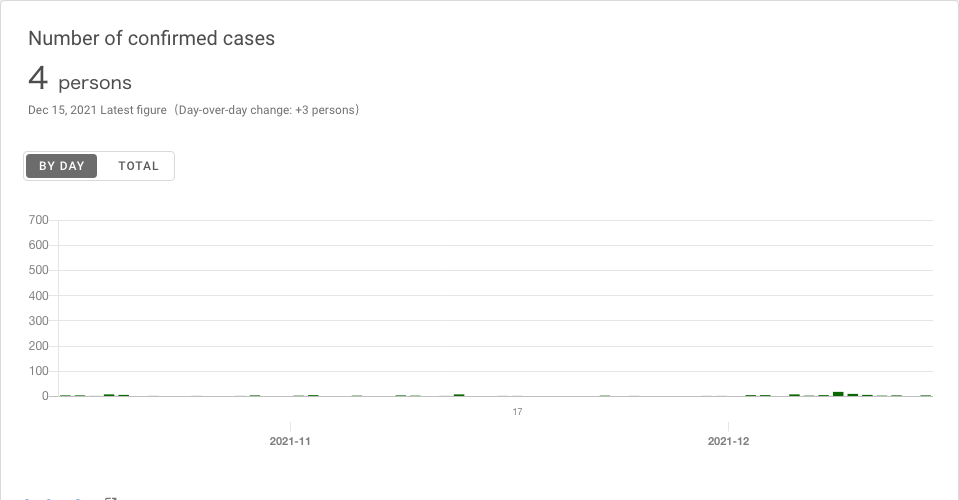 Number of confirmed cases
4 persons
Dec 15, 2021 Latest figure（Day-over-day change: +3 persons）
BY DAY TOTAL
700
600
500
400
300
200
100
0
17
2021-11 2021-12